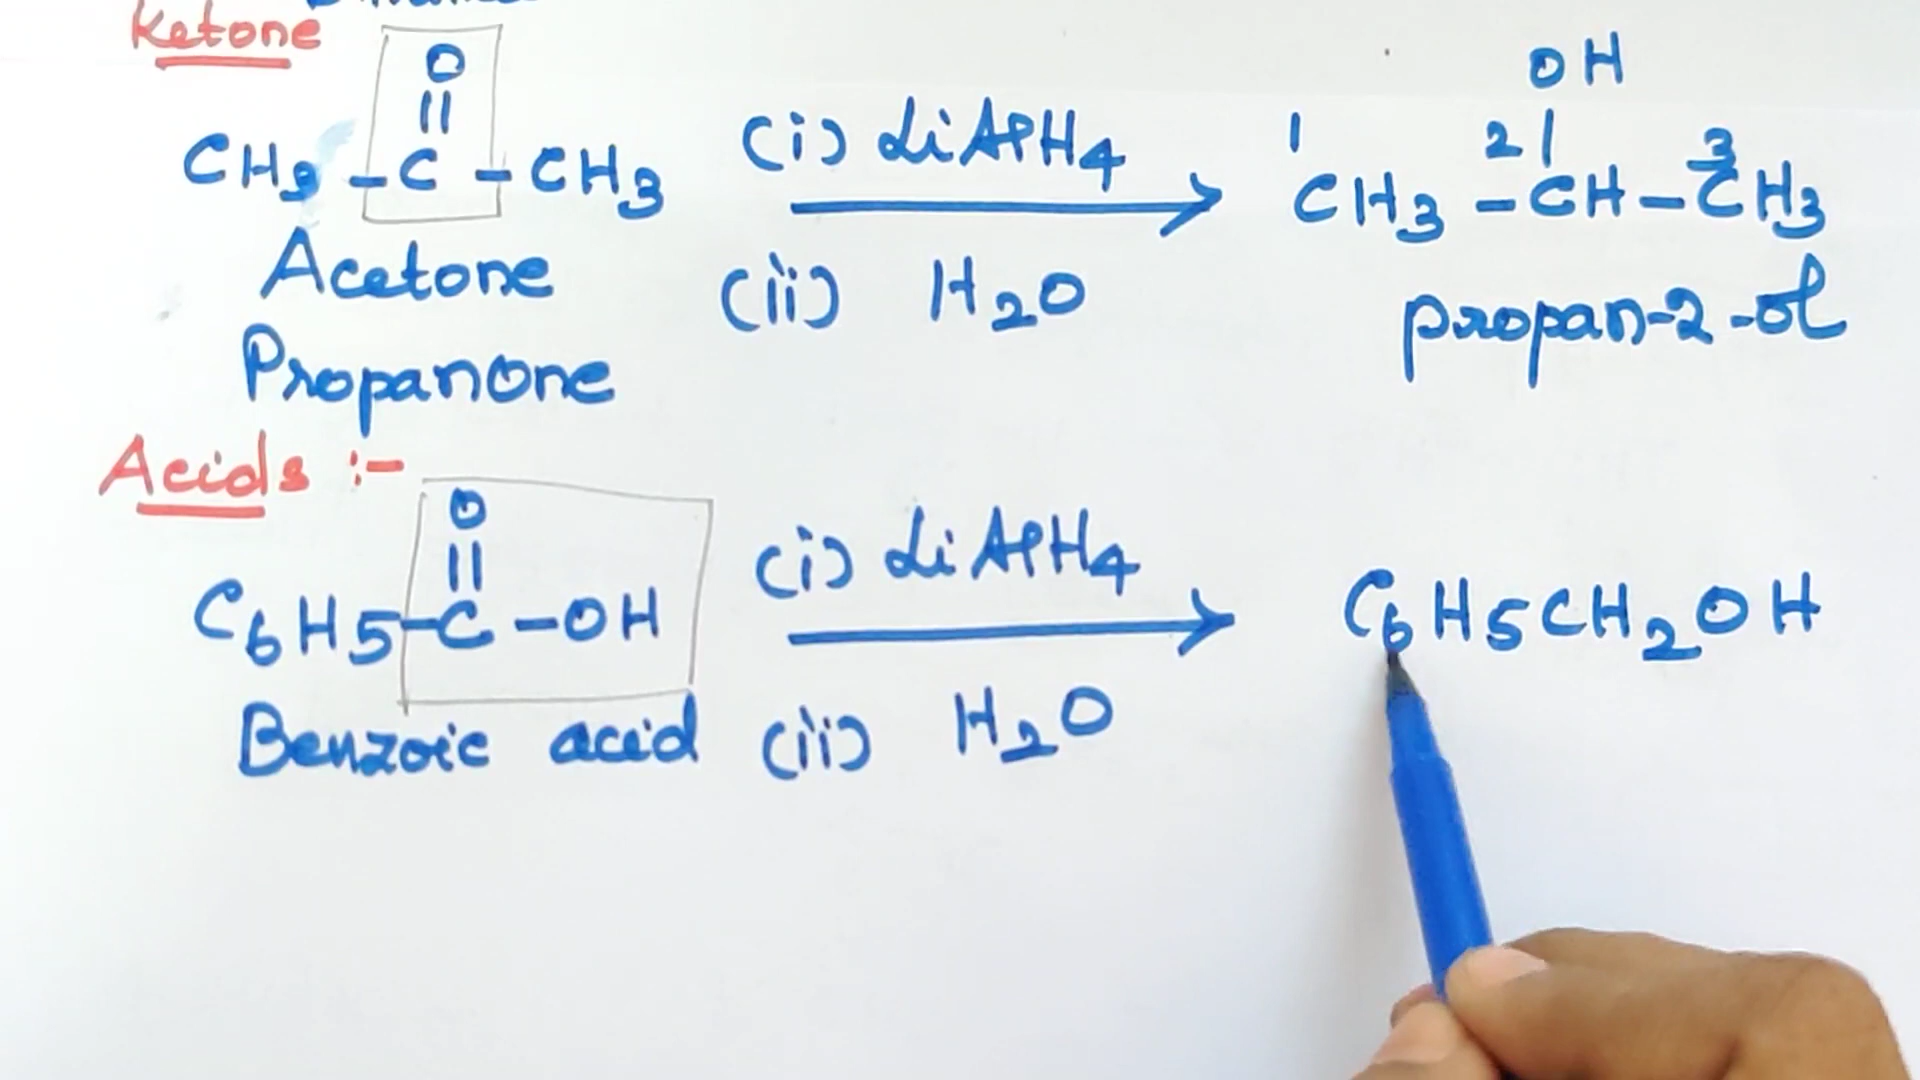 Ketone
O
||
CH3 - C - CH3
Acetone
Propanone
(i) LiAlH4
(ii) H2O
OH
1 2 | 3
CH3 - CH - CH3
propan-2-ol
Acids :-
O
||
C6H5 - C - OH
Benzoic acid
(i) LiAlH4
(ii) H2O
C6H5CH2OH